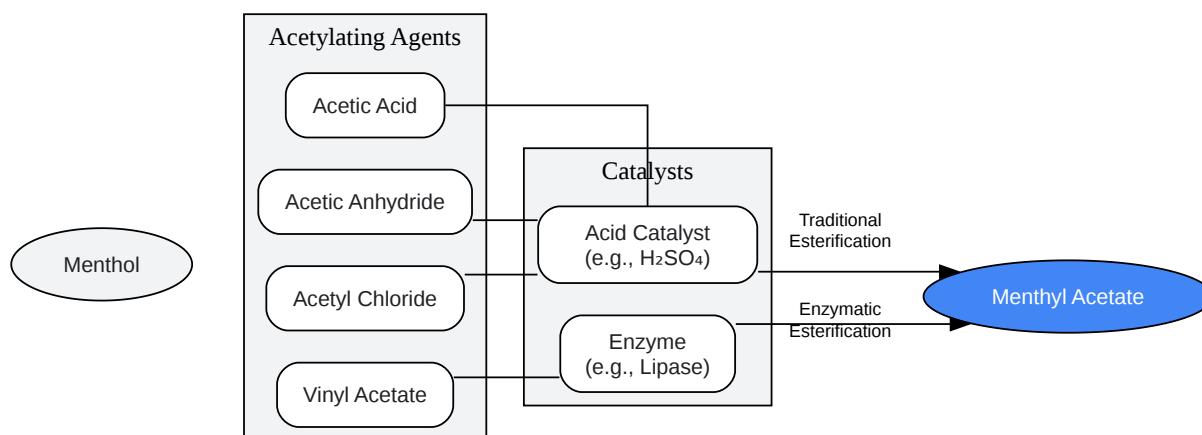 Acetylating Agents
Acetic Acid
Acetic Anhydride
Acetyl Chloride
Vinyl Acetate
Menthol
Catalysts
Acid Catalyst
(e.g., H₂SO₄)
Enzyme
(e.g., Lipase)
Traditional
Esterification
Enzymatic
Esterification
Menthyl Acetate